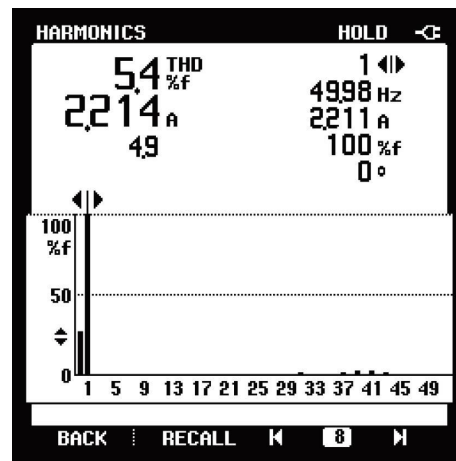 HARMONICS HOLD
5.4 THD %f
2.214 A
4.9
1
49.98 Hz
2.211 A
100 %f
0 °
100
%f
50
0
1 5 9 13 17 21 25 29 33 37 41 45 49
BACK RECALL 8